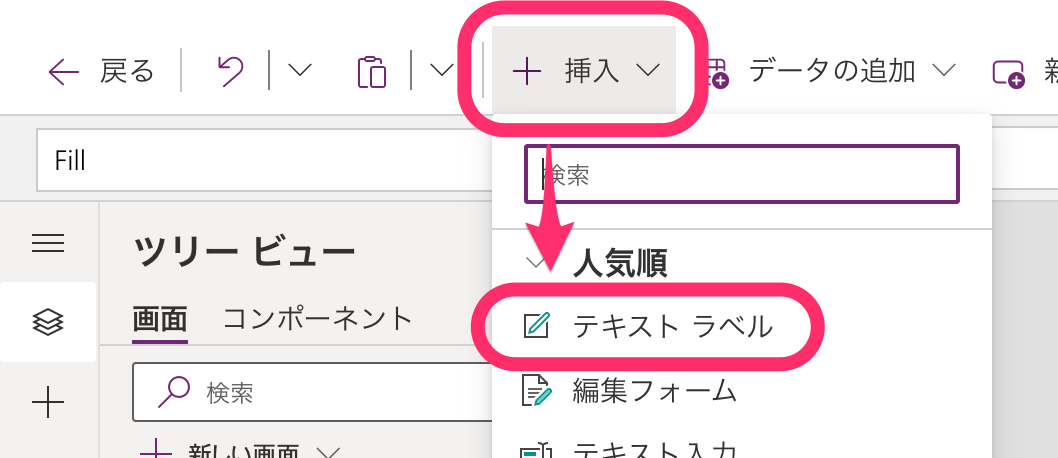 戻る
挿入
データの追加
新
Fill
検索
ツリー ビュー
人気順
画面 コンポーネント
テキスト ラベル
検索
編集フォーム
新しい画面
テキスト入力